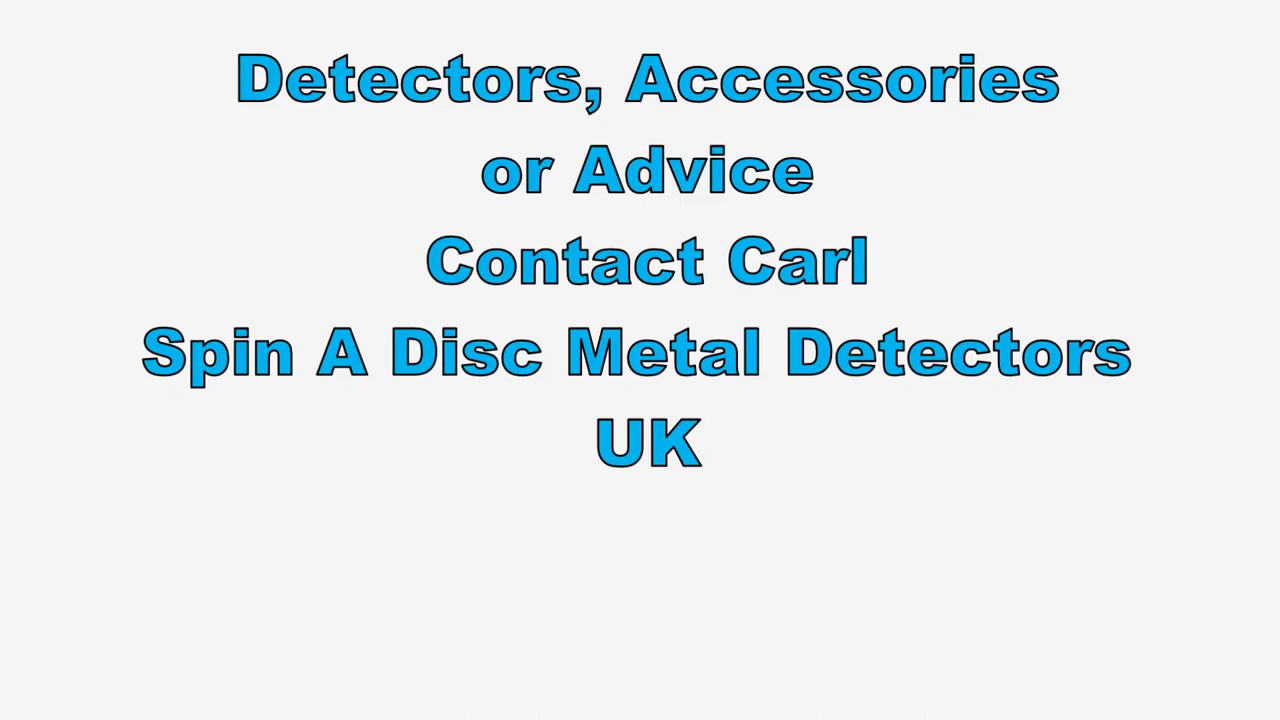 Detectors, Accessories
or Advice
Contact Carl
Spin A Disc Metal Detectors
UK